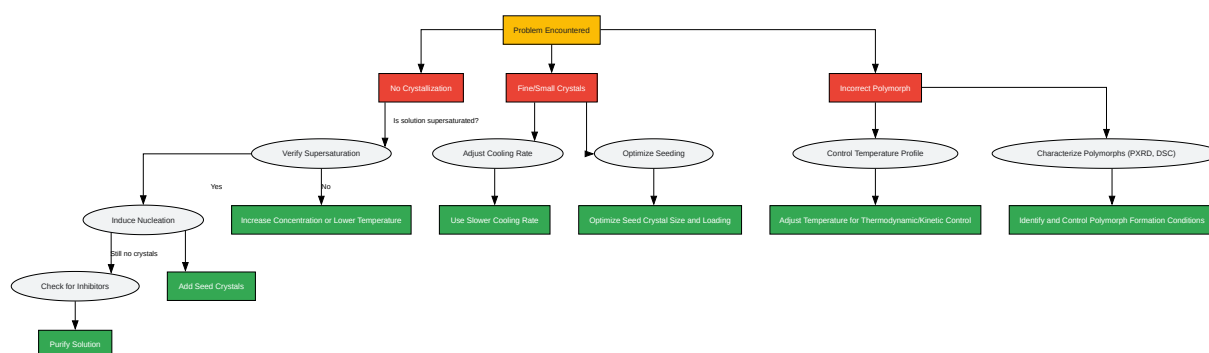 Problem Encountered
No Crystallization
Fine/Small Crystals
Incorrect Polymorph
Is solution supersaturated?
Verify Supersaturation
Adjust Cooling Rate
Optimize Seeding
Control Temperature Profile
Characterize Polymorphs (PXRD, DSC)
Yes
No
Induce Nucleation
Increase Concentration or Lower Temperature
Use Slower Cooling Rate
Optimize Seed Crystal Size and Loading
Adjust Temperature for Thermodynamic/Kinetic Control
Identify and Control Polymorph Formation Conditions
Still no crystals
Check for Inhibitors
Add Seed Crystals
Purify Solution